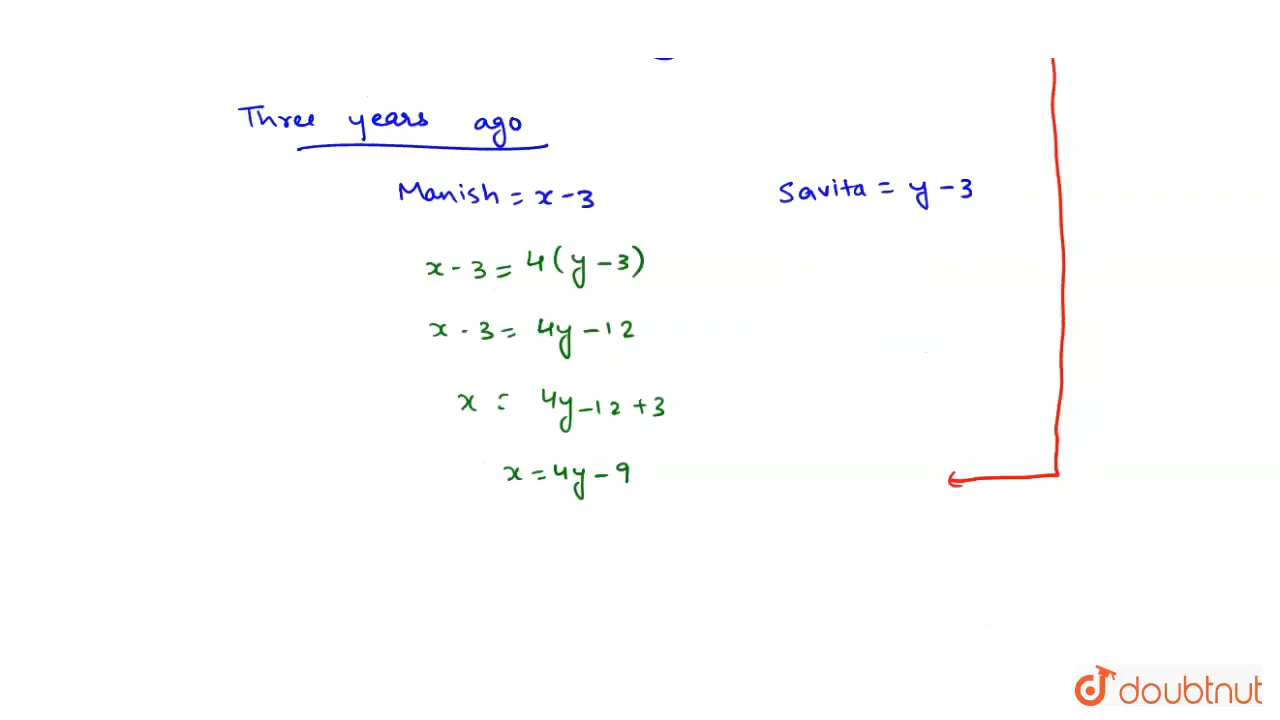 Three years ago
Manish = x - 3 Savita = y - 3
x - 3 = 4(y - 3)
x - 3 = 4y - 12
x = 4y - 12 + 3
x = 4y - 9
doubtnut